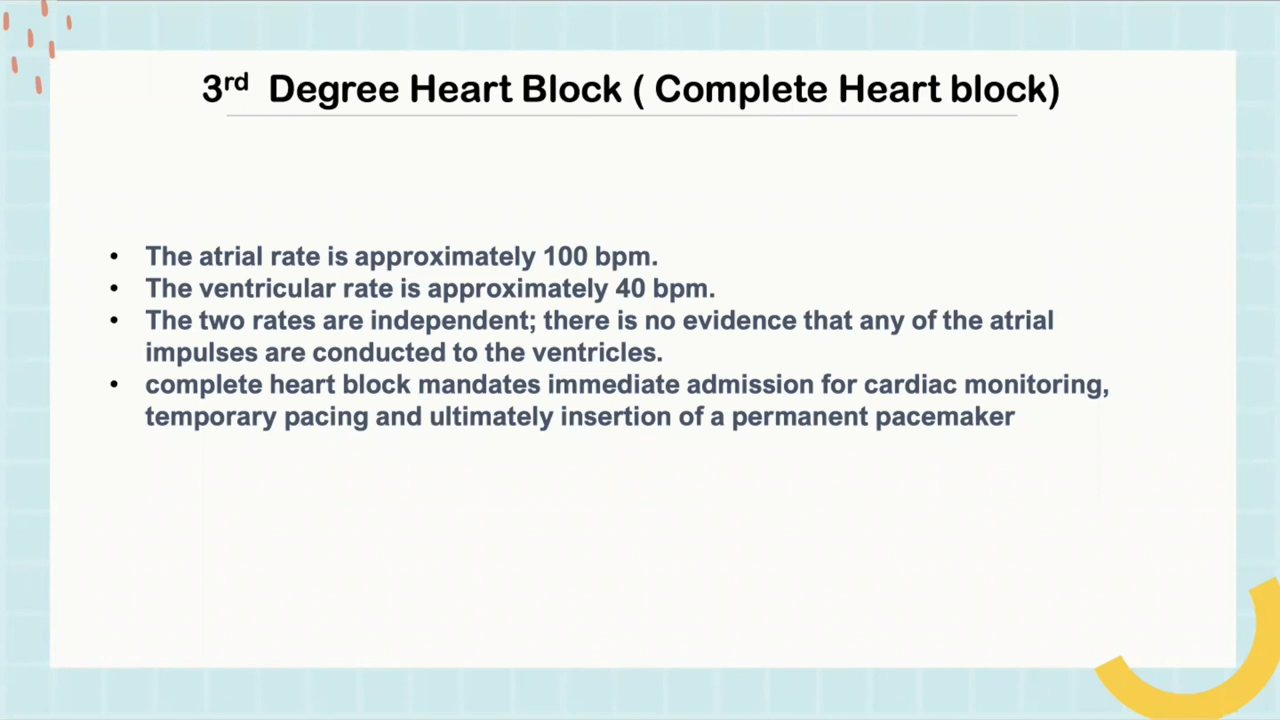 3rd Degree Heart Block ( Complete Heart block)
• The atrial rate is approximately 100 bpm.
• The ventricular rate is approximately 40 bpm.
• The two rates are independent; there is no evidence that any of the atrial
impulses are conducted to the ventricles.
• complete heart block mandates immediate admission for cardiac monitoring,
temporary pacing and ultimately insertion of a permanent pacemaker